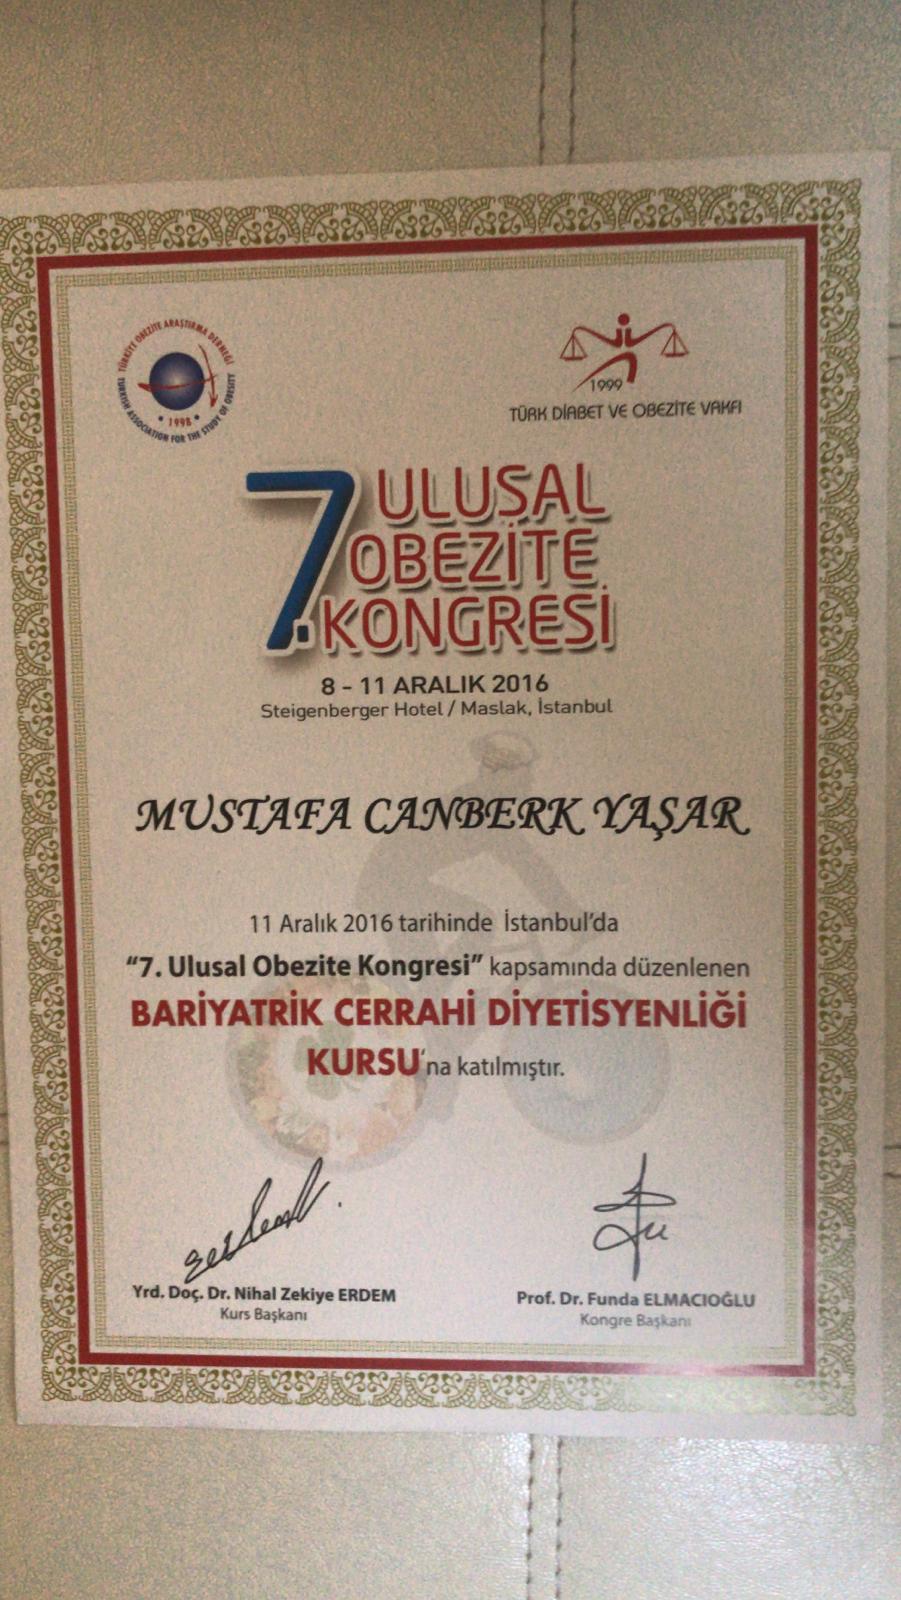 TÜRKİYE OBEZİTE ARAŞTIRMA DERNEĞİ
TURKISH ASSOCIATION FOR THE STUDY OF OBESITY
• 1998 •
1999
TÜRK DİABET VE OBEZİTE VAKFI
7. ULUSAL
OBEZİTE
KONGRESİ
8 - 11 ARALIK 2016
Steigenberger Hotel / Maslak, İstanbul
MUSTAFA CANBERK YAŞAR
11 Aralık 2016 tarihinde İstanbul'da
“7. Ulusal Obezite Kongresi” kapsamında düzenlenen
BARİYATRİK CERRAHİ DİYETİSYENLİĞİ
KURSU'na katılmıştır.
Yrd. Doç. Dr. Nihal Zekiye ERDEM
Kurs Başkanı
Prof. Dr. Funda ELMACIOĞLU
Kongre Başkanı